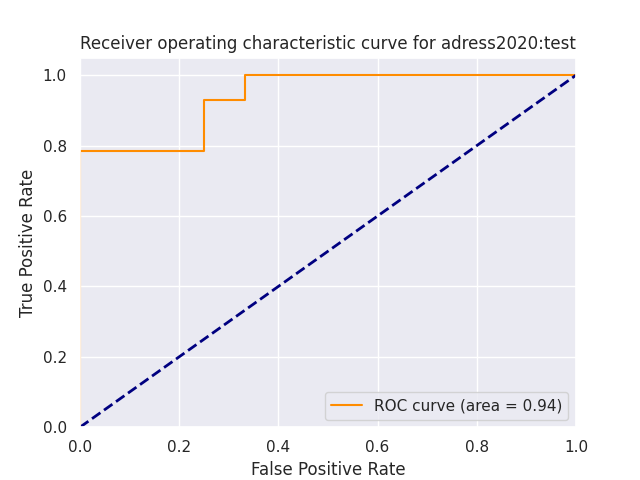 Receiver operating characteristic curve for adress2020:test
1.0
0.8
0.6
0.4
0.2
0.0
True Positive Rate
ROC curve (area = 0.94)
0.0 0.2 0.4 0.6 0.8 1.0
False Positive Rate